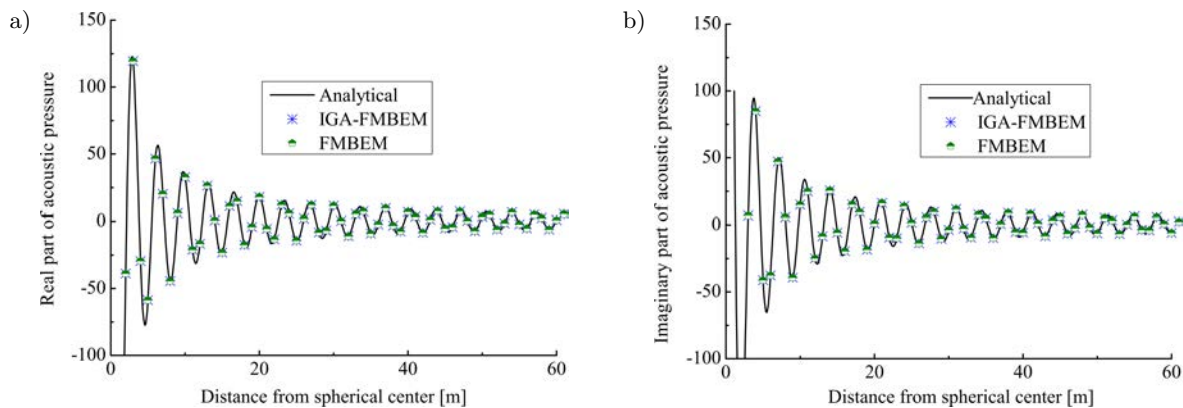 a)
150
100
50
0
-50
-100
Real part of acoustic pressure
Analytical
IGA-FMBEM
FMBEM
0 20 40 60
Distance from spherical center [m]
b)
150
100
50
0
-50
-100
Imaginary part of acoustic pressure
Analytical
IGA-FMBEM
FMBEM
0 20 40 60
Distance from spherical center [m]